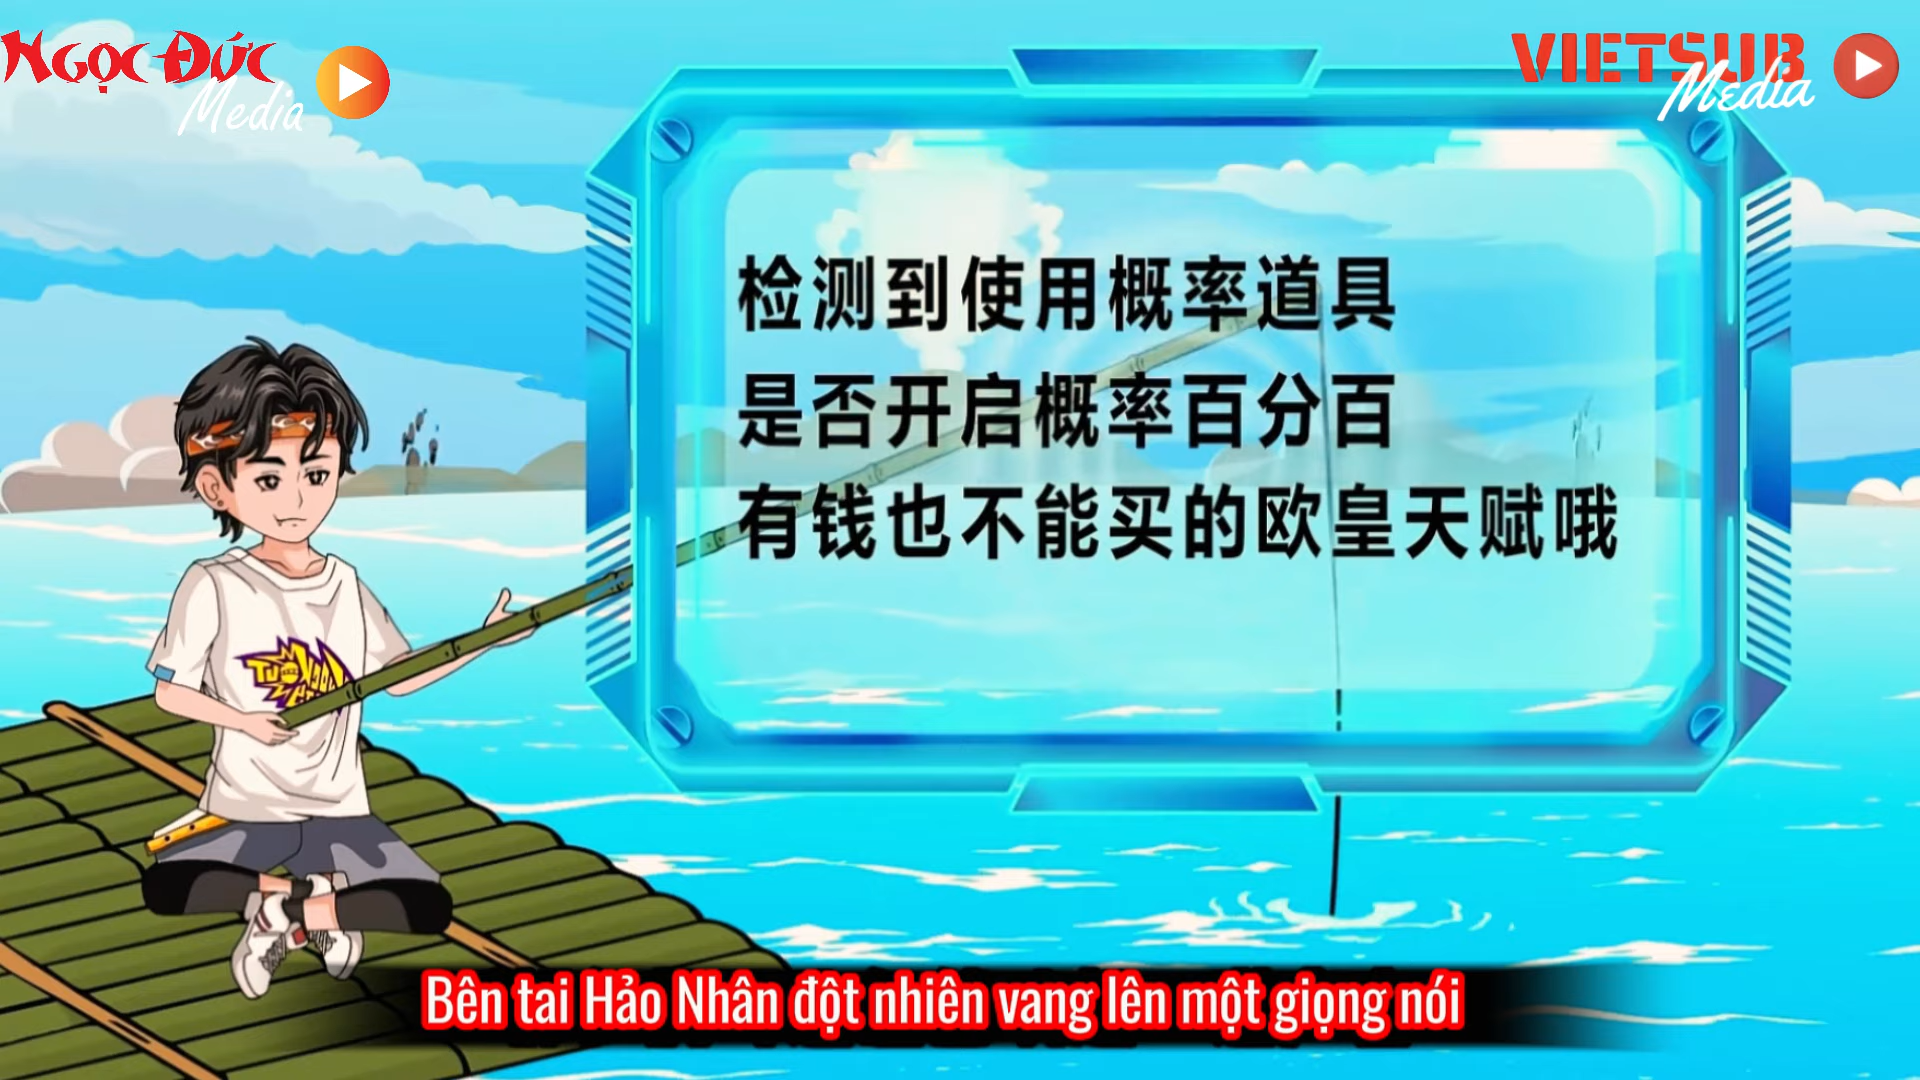 NGỌC ĐỨC
Media
VIETSUB
Media
检测到使用概率道具
是否开启概率百分百
有钱也不能买的欧皇天赋哦
Bên tai Hảo Nhân đột nhiên vang lên một giọng nói